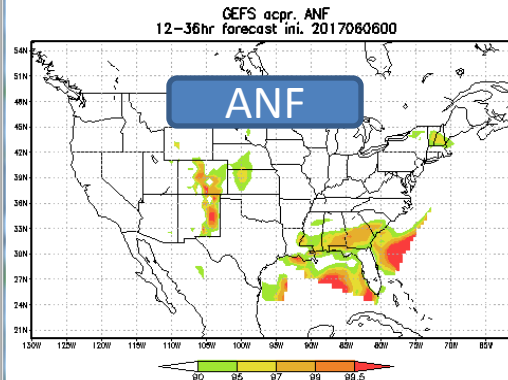 GEFS acpr. ANF
12-36hr forecast ini. 2017060600
ANF
54N
51N
48N
45N
42N
39N
36N
33N
30N
27N
24N
21N
130W 125W 120W 115W 110W 105W 100W 95W 90W 85W 80W 75W 70W 65W
90 95 97 99 99.5